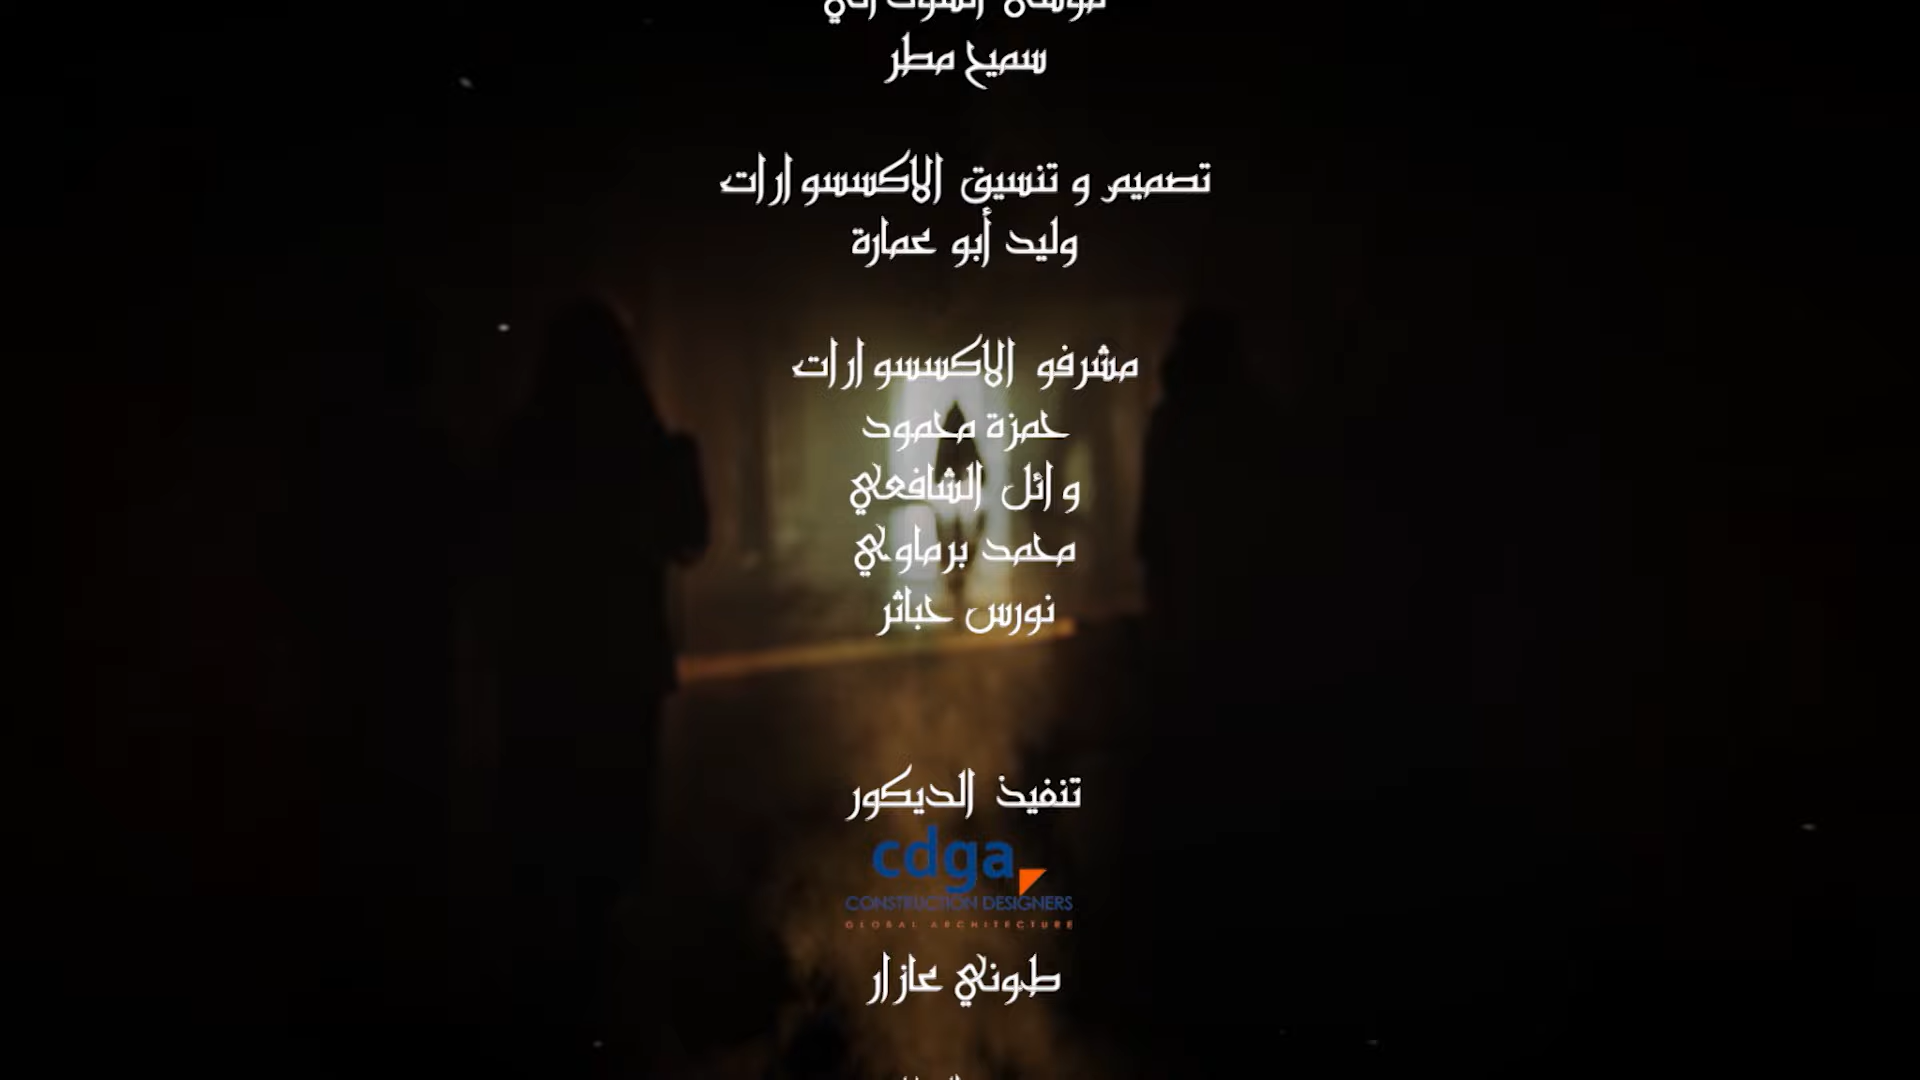 سميح مطر
تصميم و تنسيق الاكسسوارات
وليد أبو عمارة
مشرفو الاكسسوارات
حمزة محمود
وائل الشافعي
محمد برماوي
نورس حباثر
تنفيذ الديكور
cdga
CONSTRUCTION DESIGNERS
GLOBAL ARCHITECTURE
طوني عازار